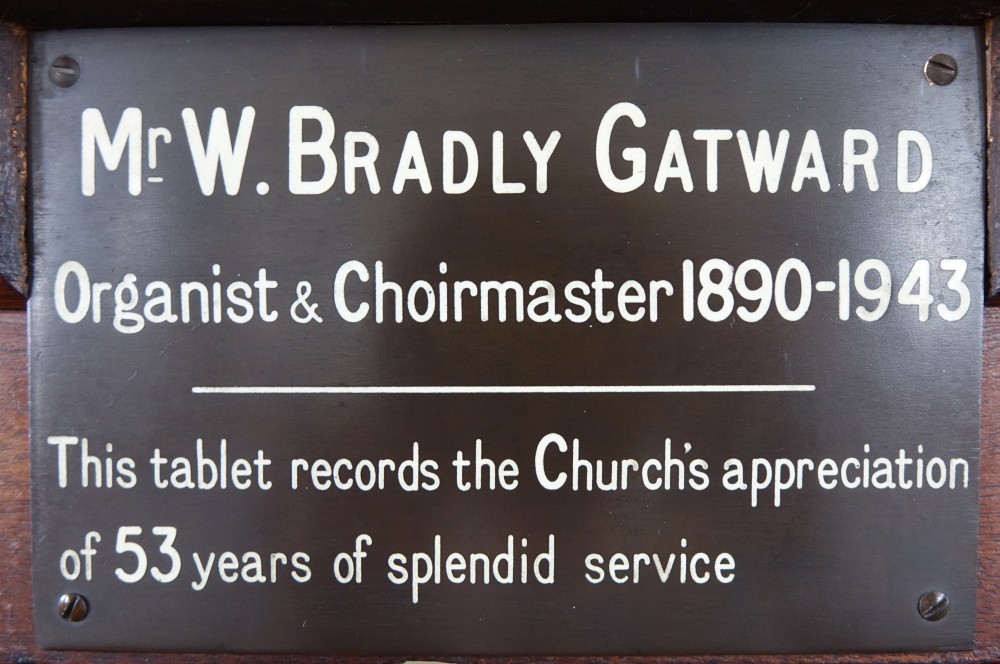 Mr W. BRADLY GATWARD
Organist & Choirmaster 1890-1943
This tablet records the Church's appreciation
of 53 years of splendid service